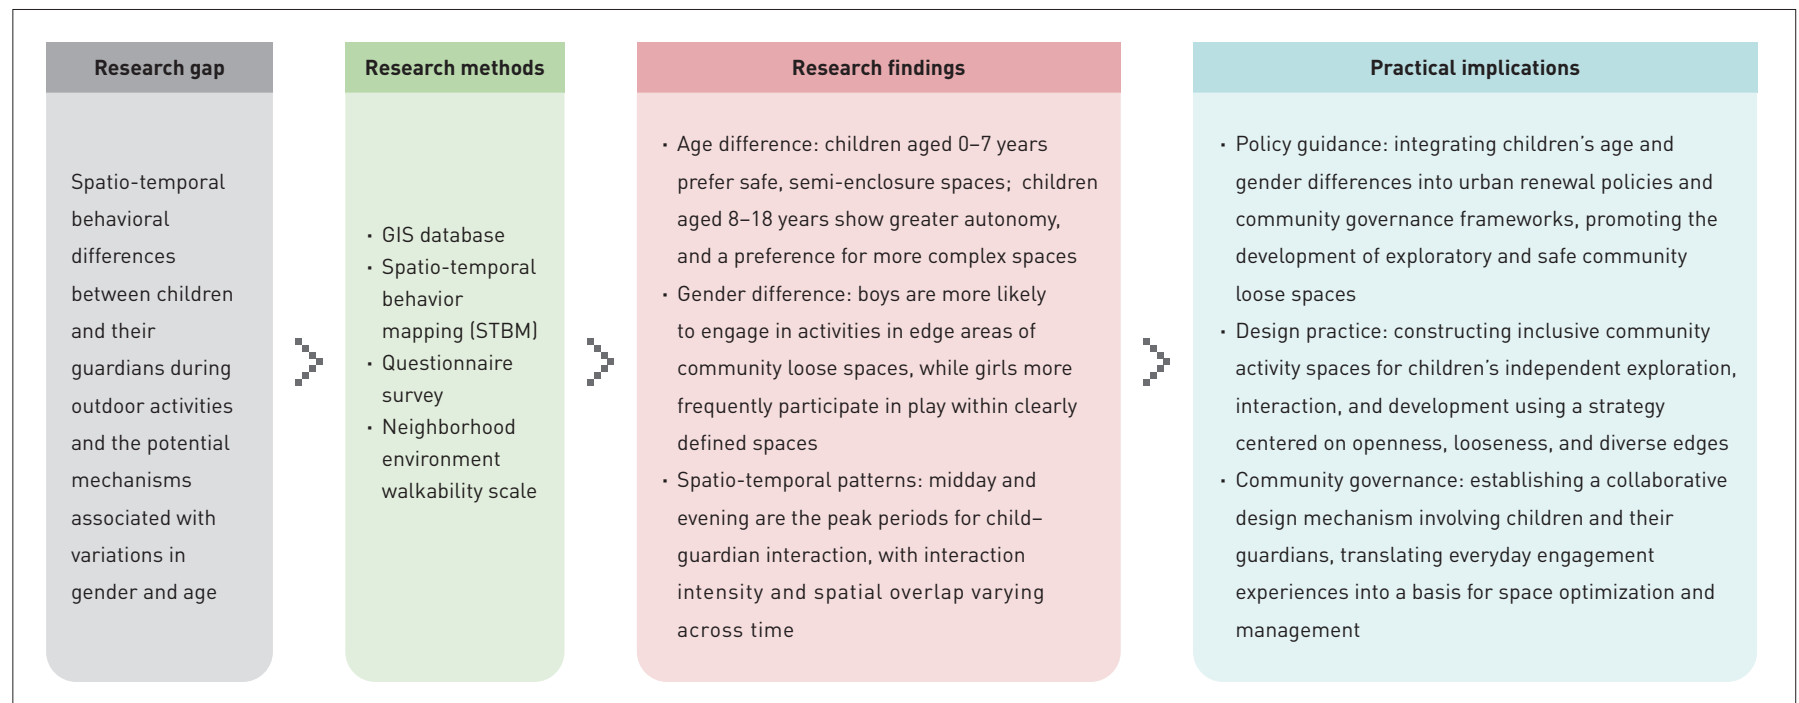 Research gap
Spatio-temporal
behavioral
differences
between children
and their
guardians during
outdoor activities
and the potential
mechanisms
associated with
variations in
gender and age
Research methods
· GIS database
· Spatio-temporal
behavior
mapping (STBM)
· Questionnaire
survey
· Neighborhood
environment
walkability scale
Research findings
· Age difference: children aged 0–7 years
prefer safe, semi-enclosure spaces; children
aged 8–18 years show greater autonomy,
and a preference for more complex spaces
· Gender difference: boys are more likely
to engage in activities in edge areas of
community loose spaces, while girls more
frequently participate in play within clearly
defined spaces
· Spatio-temporal patterns: midday and
evening are the peak periods for child–
guardian interaction, with interaction
intensity and spatial overlap varying
across time
Practical implications
· Policy guidance: integrating children’s age and
gender differences into urban renewal policies and
community governance frameworks, promoting the
development of exploratory and safe community
loose spaces
· Design practice: constructing inclusive community
activity spaces for children’s independent exploration,
interaction, and development using a strategy
centered on openness, looseness, and diverse edges
· Community governance: establishing a collaborative
design mechanism involving children and their
guardians, translating everyday engagement
experiences into a basis for space optimization and
management